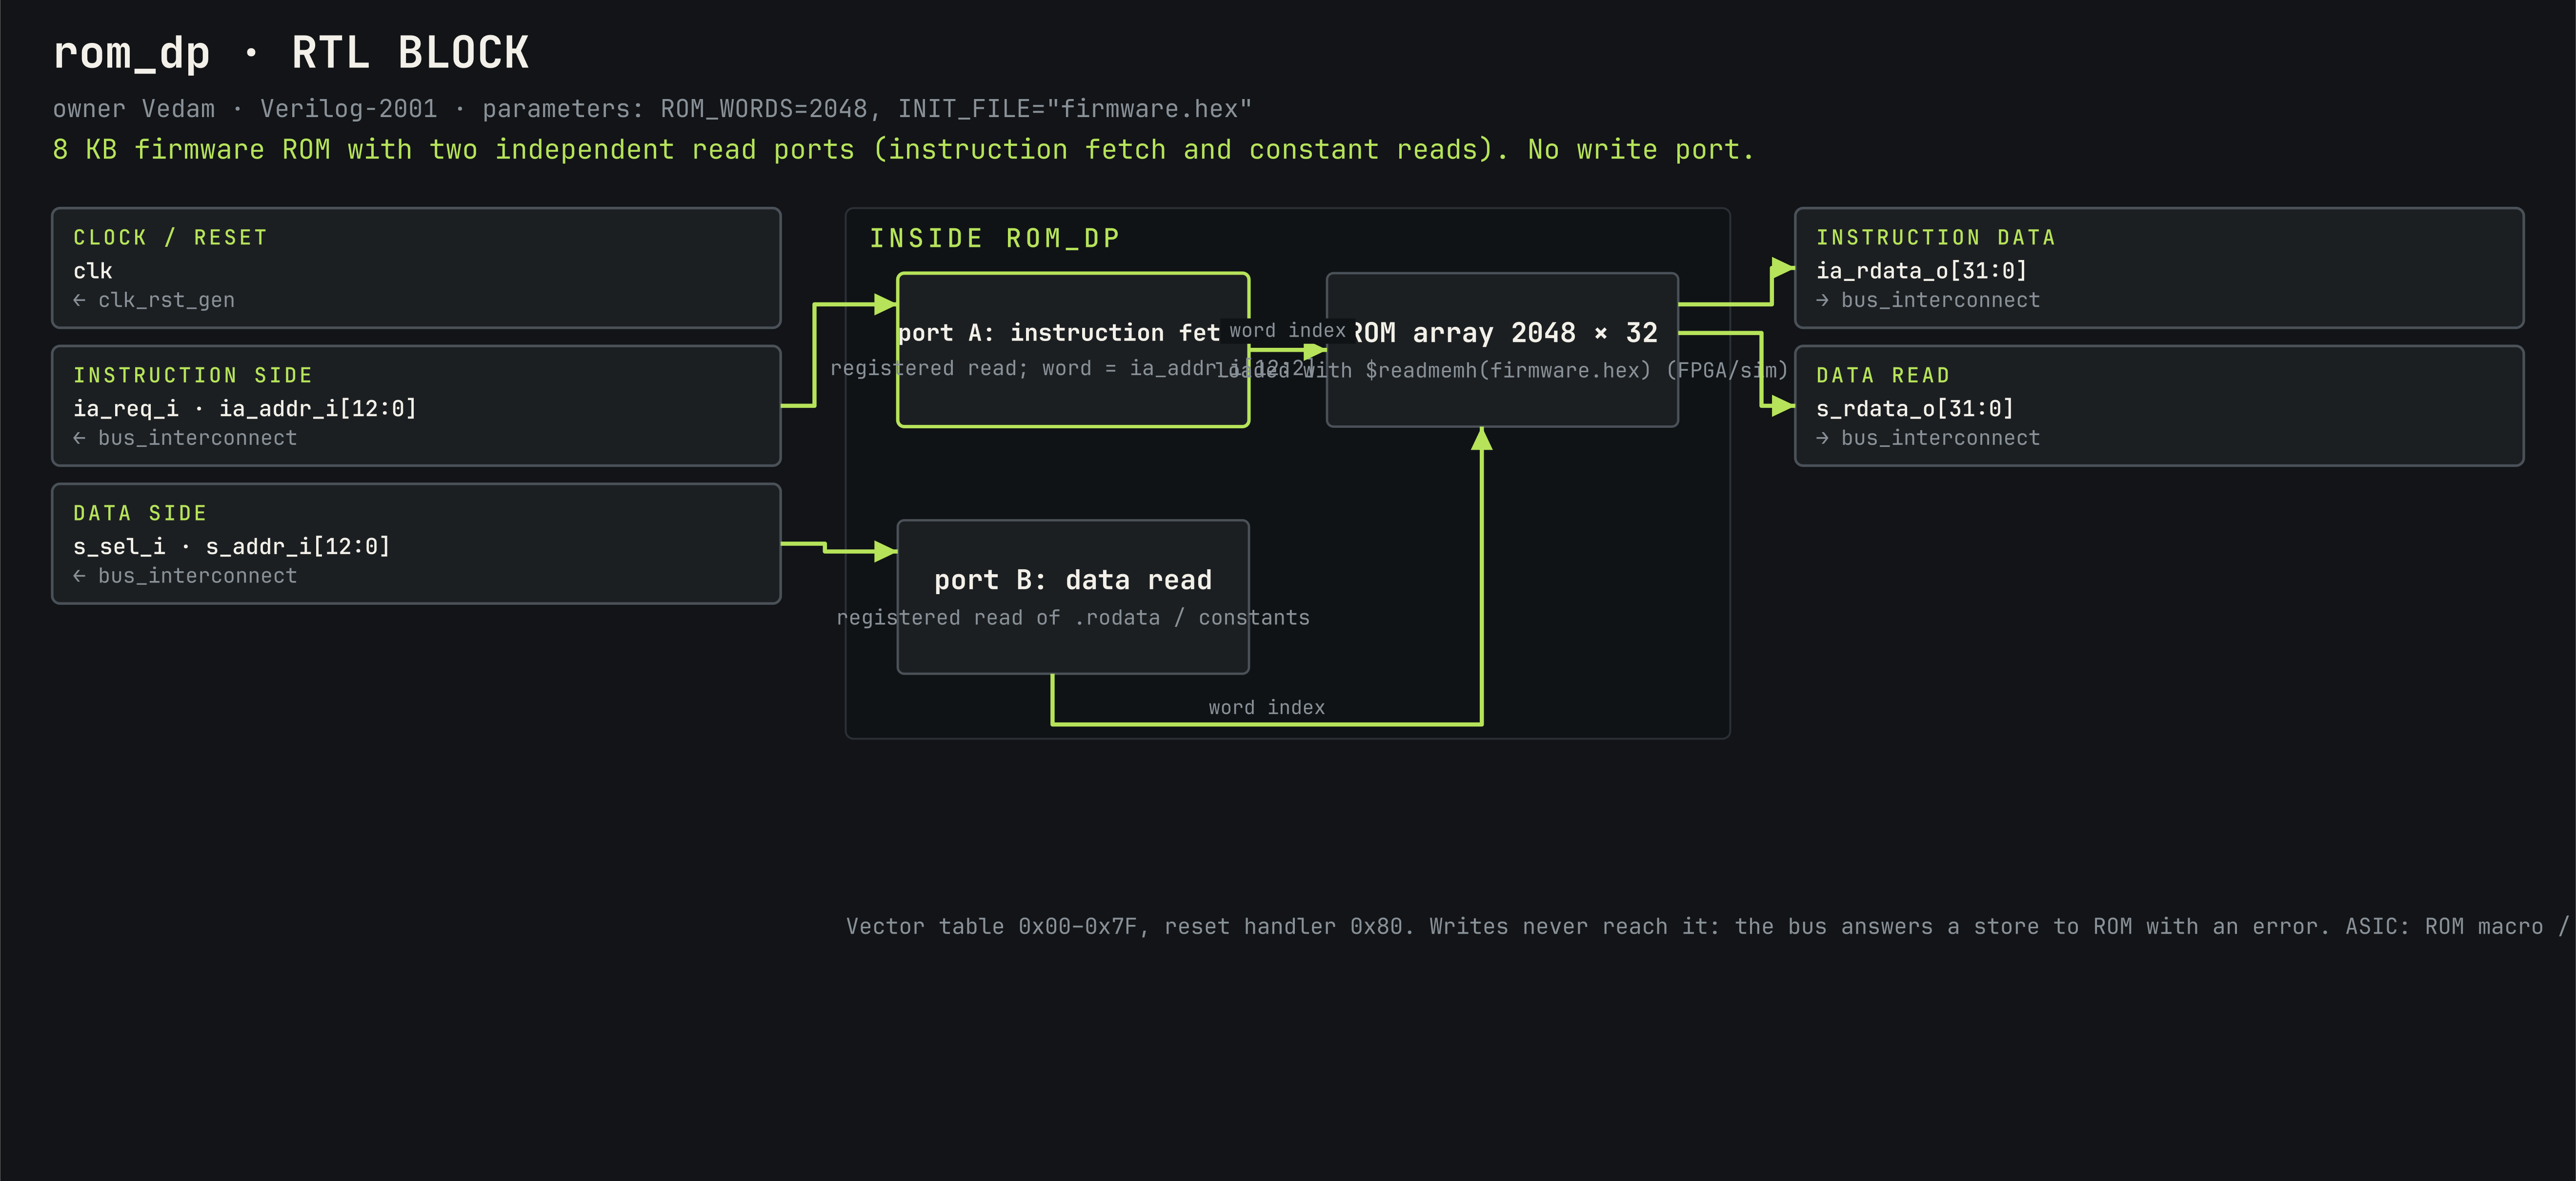 rom_dp · RTL BLOCK
owner Vedam · Verilog-2001 · parameters: ROM_WORDS=2048, INIT_FILE="firmware.hex"
8 KB firmware ROM with two independent read ports (instruction fetch and constant reads). No write port.
CLOCK / RESET
clk
← clk_rst_gen
INSTRUCTION SIDE
ia_req_i · ia_addr_i[12:0]
← bus_interconnect
DATA SIDE
s_sel_i · s_addr_i[12:0]
← bus_interconnect
INSIDE ROM_DP
port A: instruction fet
registered read; word = ia_addr_i[12:2]
word index
ROM array 2048 × 32
loaded with $readmemh(firmware.hex) (FPGA/sim)
port B: data read
registered read of .rodata / constants
word index
INSTRUCTION DATA
ia_rdata_o[31:0]
→ bus_interconnect
DATA READ
s_rdata_o[31:0]
→ bus_interconnect
Vector table 0x00–0x7F, reset handler 0x80. Writes never reach it: the bus answers a store to ROM with an error. ASIC: ROM macro /